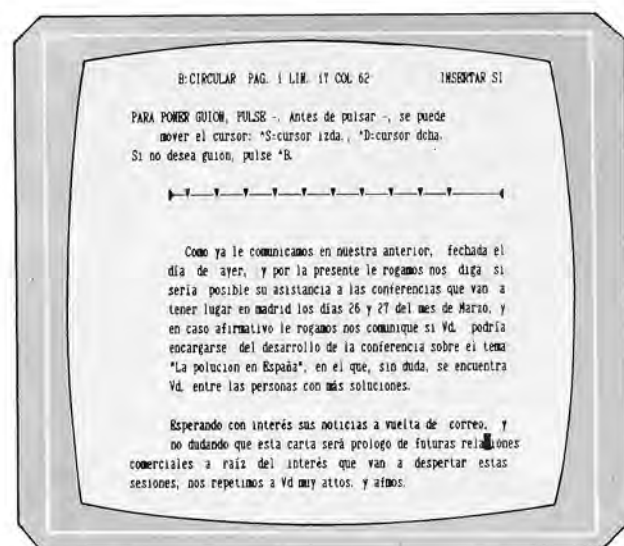 B:CIRCULAR PAG. 1 LIN. 17 COL 62 INSERTAR SI
PARA PONER GUION, PULSE -. Antes de pulsar -, se puede
mover el cursor: ^S:cursor izda., ^D:cursor dcha.
Si no desea guion, pulse ^B.
Como ya le comunicamos en nuestra anterior, fechada el
día de ayer, y por la presente le rogamos nos diga si
seria posible su asistancia a las conferencias que van a
tener lugar en madrid los días 26 y 27 del mes de Marzo, y
en caso afirmativo le rogamos nos comunique si Vd. podría
encargarse del desarrollo de la conferencia sobre el tema
"La polucion en España", en el que, sin duda, se encuentra
Vd. entre las personas con más soluciones.
Esperando con interés sus noticias a vuelta de correo, y
no dudando que esta carta será prologo de futuras relaciones
comerciales a raíz del interés que van a despertar estas
sesiones, nos repetimos a Vd muy attos. y afmos.